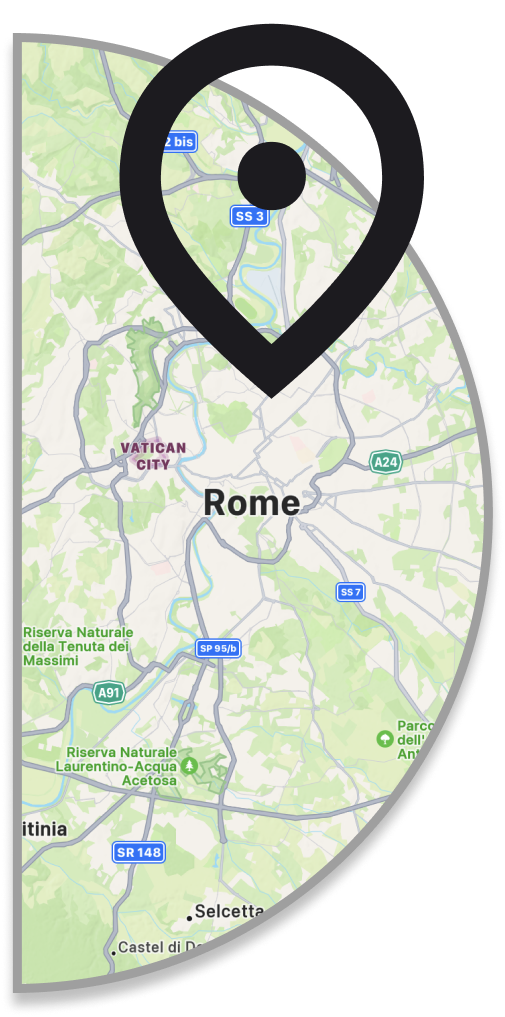 2 bis
SS 3
VATICAN
CITY
A24
Rome
SS 7
Riserva Naturale
della Tenuta dei
Massimi
SP 95/b
A91
Parco
dell'
Riserva Naturale
Laurentino-Acqua
Acetosa
itinia
SR 148
Selcetta
Castel di